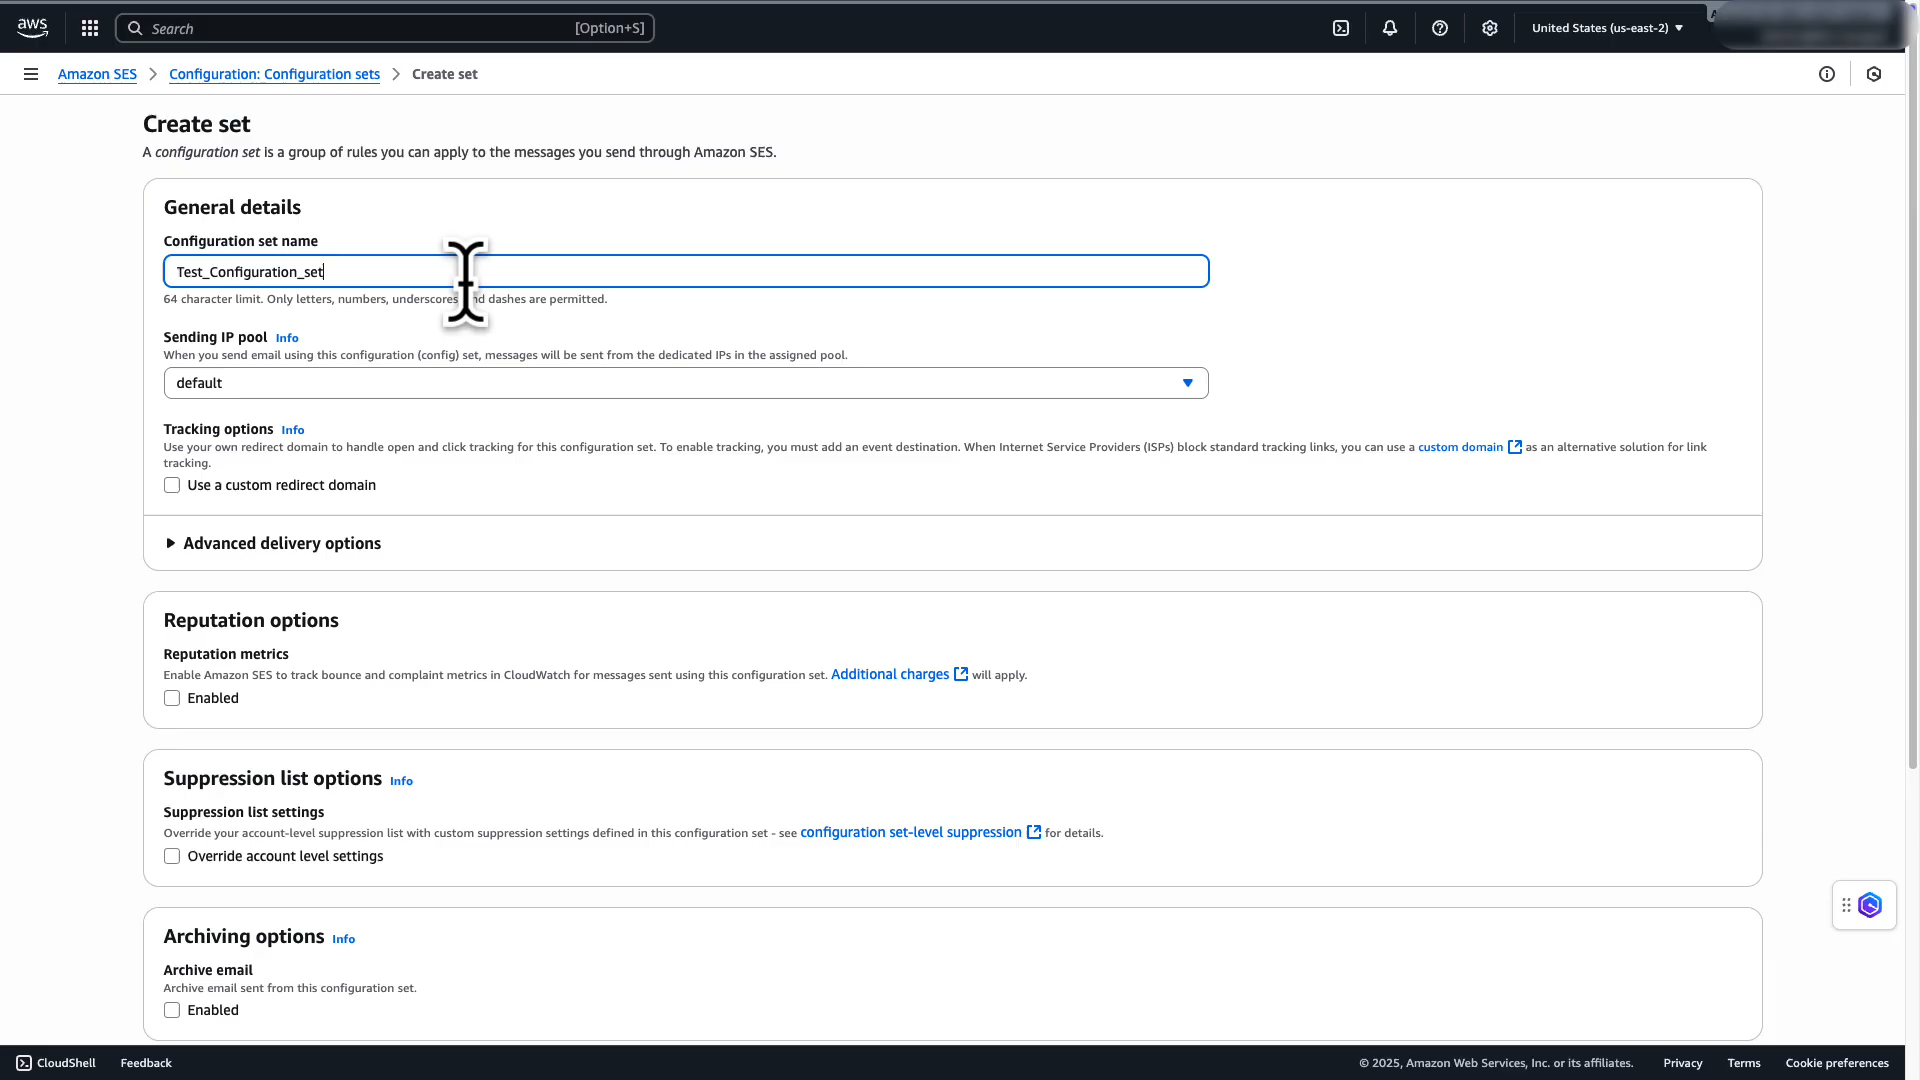 aws
Search
[Option+S]
United States (us-east-2)
Amazon SES
Configuration: Configuration sets
Create set
Create set
A configuration set is a group of rules you can apply to the messages you send through Amazon SES.
General details
Configuration set name
Test_Configuration_set
64 character limit. Only letters, numbers, underscores nd dashes are permitted.
Sending IP pool Info
When you send email using this configuration (config) set, messages will be sent from the dedicated IPs in the assigned pool.
default
Tracking options Info
Use your own redirect domain to handle open and click tracking for this configuration set. To enable tracking, you must add an event destination. When Internet Service Providers (ISPs) block standard tracking links, you can use a custom domain as an alternative solution for link
tracking.
Use a custom redirect domain
Advanced delivery options
Reputation options
Reputation metrics
Enable Amazon SES to track bounce and complaint metrics in CloudWatch for messages sent using this configuration set. Additional charges will apply.
Enabled
Suppression list options Info
Suppression list settings
Override your account-level suppression list with custom suppression settings defined in this configuration set - see configuration set-level suppression for details.
Override account level settings
Archiving options Info
Archive email
Archive email sent from this configuration set.
Enabled
CloudShell
Feedback
© 2025, Amazon Web Services, Inc. or its affiliates.
Privacy
Terms
Cookie preferences